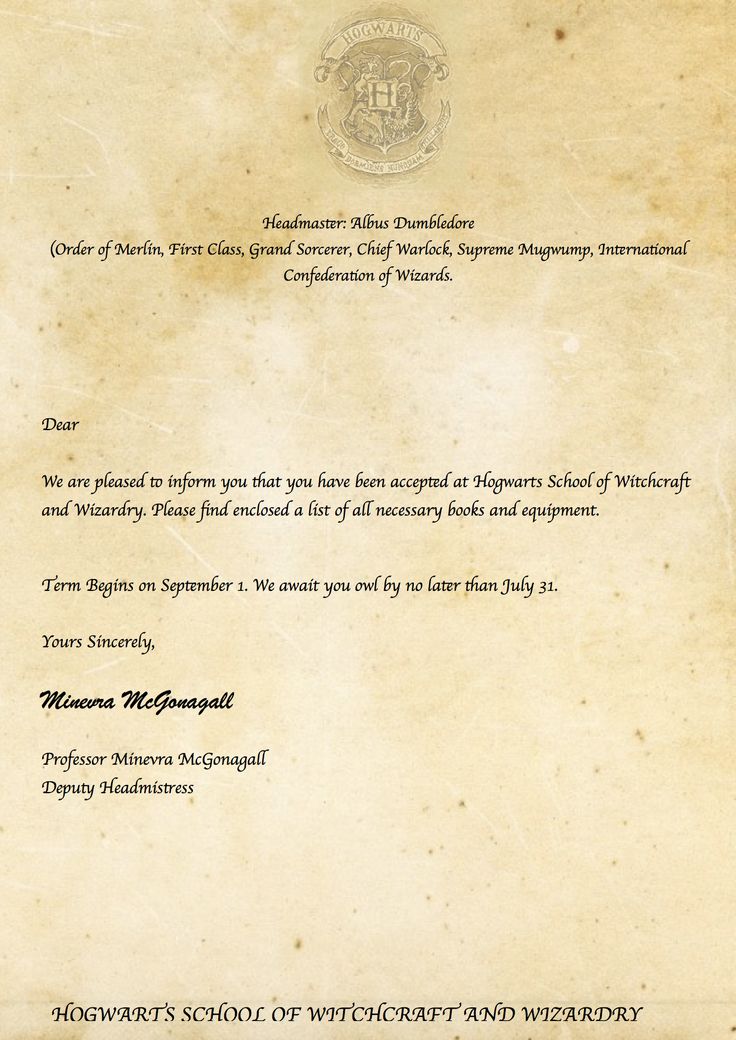 HOGWARTS
H
DRACO DORMIENS NUNQUAM TITILLANDUS
Headmaster: Albus Dumbledore
(Order of Merlin, First Class, Grand Sorcerer, Chief Warlock, Supreme Mugwump, International
Confederation of Wizards.
Dear
We are pleased to inform you that you have been accepted at Hogwarts School of Witchcraft
and Wizardry. Please find enclosed a list of all necessary books and equipment.
Term Begins on September 1. We await you owl by no later than July 31.
Yours Sincerely,
Minevra McGonagall
Professor Minevra McGonagall
Deputy Headmistress
HOGWARTS SCHOOL OF WITCHCRAFT AND WIZARDRY